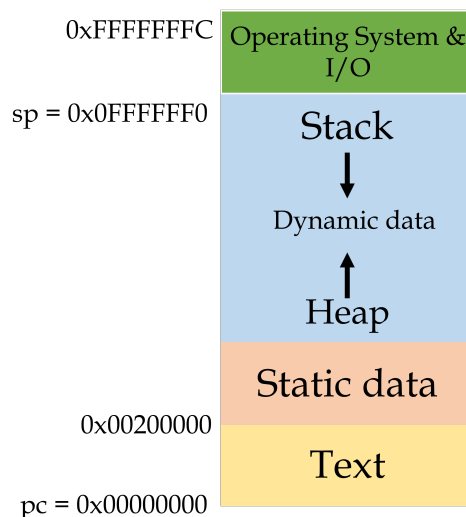 0xFFFFFFFC
Operating System &
I/O
sp = 0x0FFFFFF0
Stack
Dynamic data
Heap
Static data
0x00200000
Text
pc = 0x00000000